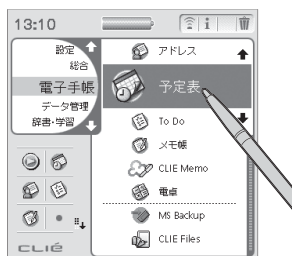 13:10
i
設定
総合
電子手帳
データ管理
辞書・学習
アドレス
予定表
To Do
メモ帳
CLIE Memo
電卓
MS Backup
CLIE Files
CLIÉ